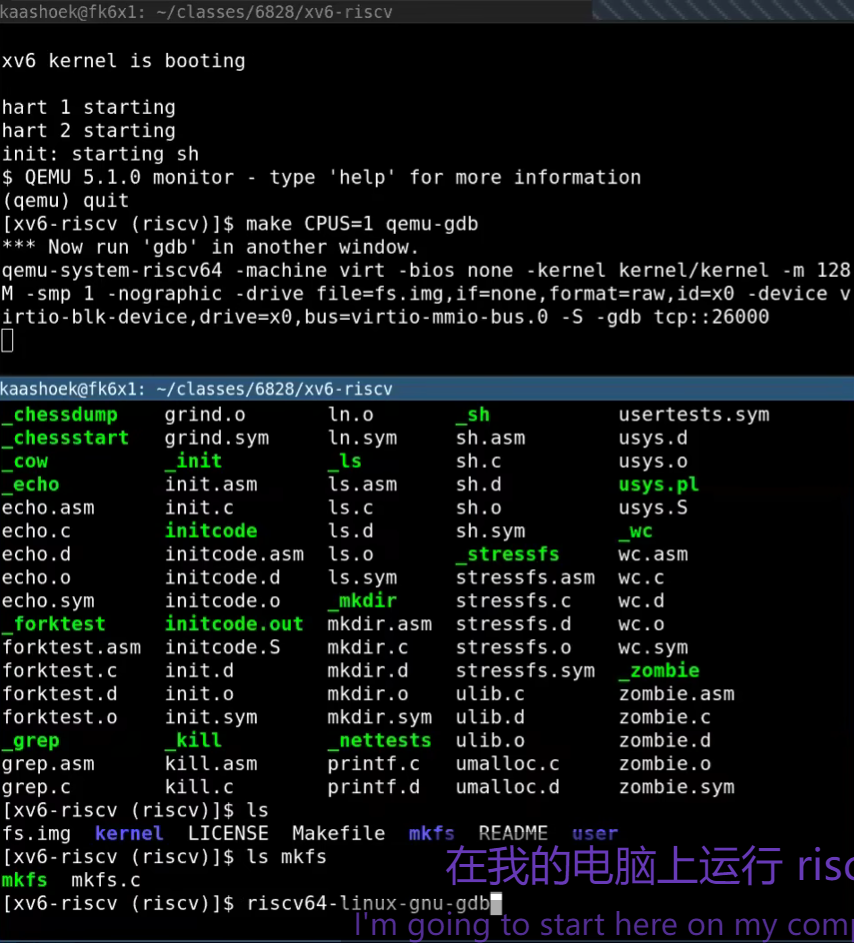 kaashoek@fk6x1: ~/classes/6828/xv6-riscv
xv6 kernel is booting
hart 1 starting
hart 2 starting
init: starting sh
$ QEMU 5.1.0 monitor - type 'help' for more information
(qemu) quit
[xv6-riscv (riscv)]$ make CPUS=1 qemu-gdb
*** Now run 'gdb' in another window.
qemu-system-riscv64 -machine virt -bios none -kernel kernel/kernel -m 128
M -smp 1 -nographic -drive file=fs.img,if=none,format=raw,id=x0 -device v
irtio-blk-device,drive=x0,bus=virtio-mmio-bus.0 -S -gdb tcp::26000
kaashoek@fk6x1: ~/classes/6828/xv6-riscv
_chessdump grind.o ln.o _sh usertests.sym
_chessstart grind.sym ln.sym sh.asm usys.d
_cow _init _ls sh.c usys.o
_echo init.asm ls.asm sh.d usys.pl
echo.asm init.c ls.c sh.o usys.S
echo.c initcode ls.d sh.sym _wc
echo.d initcode.asm ls.o _stressfs wc.asm
echo.o initcode.d ls.sym stressfs.asm wc.c
echo.sym initcode.o _mkdir stressfs.c wc.d
_forktest initcode.out mkdir.asm stressfs.d wc.o
forktest.asm initcode.S mkdir.c stressfs.o wc.sym
forktest.c init.d mkdir.d stressfs.sym _zombie
forktest.d init.o mkdir.o ulib.c zombie.asm
forktest.o init.sym mkdir.sym ulib.d zombie.c
_grep _kill _nettests ulib.o zombie.d
grep.asm kill.asm printf.c umalloc.c zombie.o
grep.c kill.c printf.d umalloc.d zombie.sym
[xv6-riscv (riscv)]$ ls
fs.img kernel LICENSE Makefile mkfs README user
[xv6-riscv (riscv)]$ ls mkfs
mkfs mkfs.c
[xv6-riscv (riscv)]$ riscv64-linux-gnu-gdb
在我的电脑上运行 risc
I'm going to start here on my comp